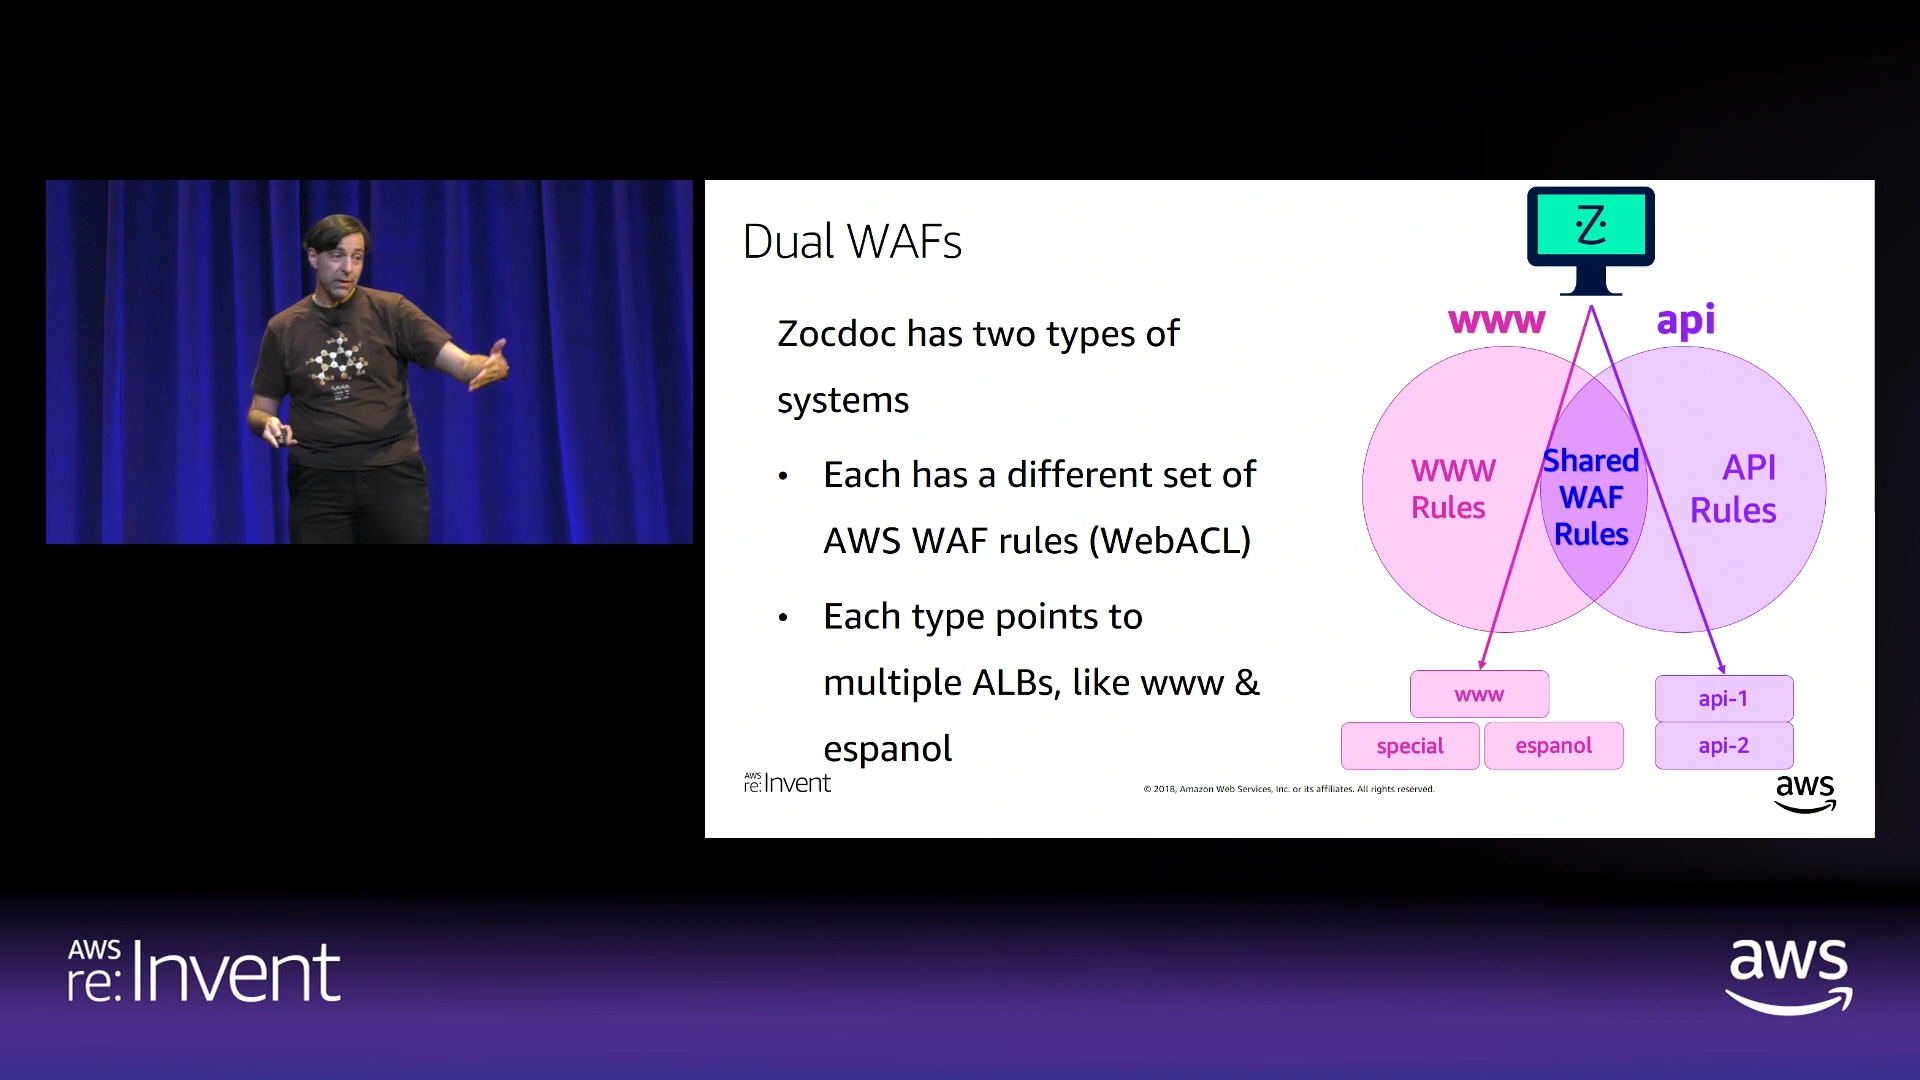 Dual WAFs
Zocdoc has two types of
systems
• Each has a different set of
AWS WAF rules (WebACL)
• Each type points to
multiple ALBs, like www &
espanol
Z
www
api
WWW
Rules
Shared
WAF
Rules
API
Rules
www
special
espanol
api-1
api-2
AWS
re:Invent
© 2018, Amazon Web Services, Inc. or its affiliates. All rights reserved.
aws
AWS
re:Invent
aws